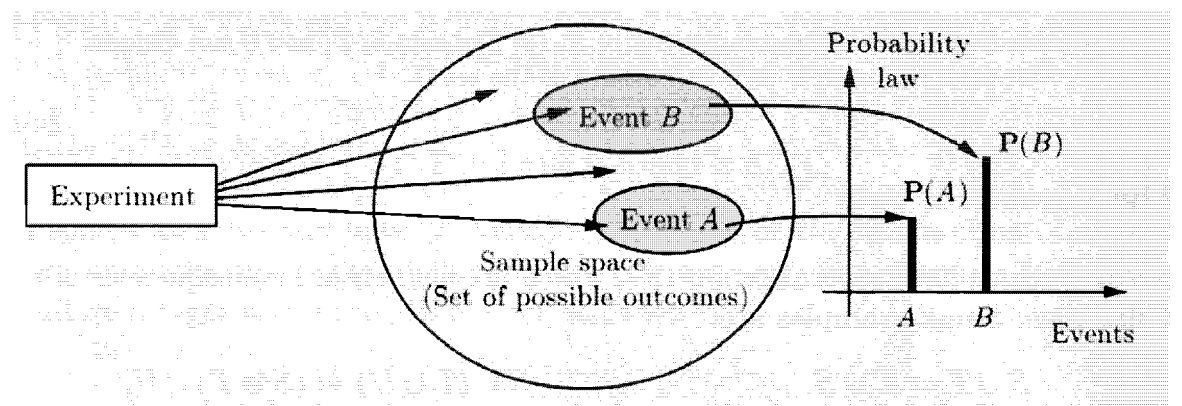 Experiment
Event B
Event A
Sample space
(Set of possible outcomes)
Probability
law
P(B)
P(A)
A
B
Events